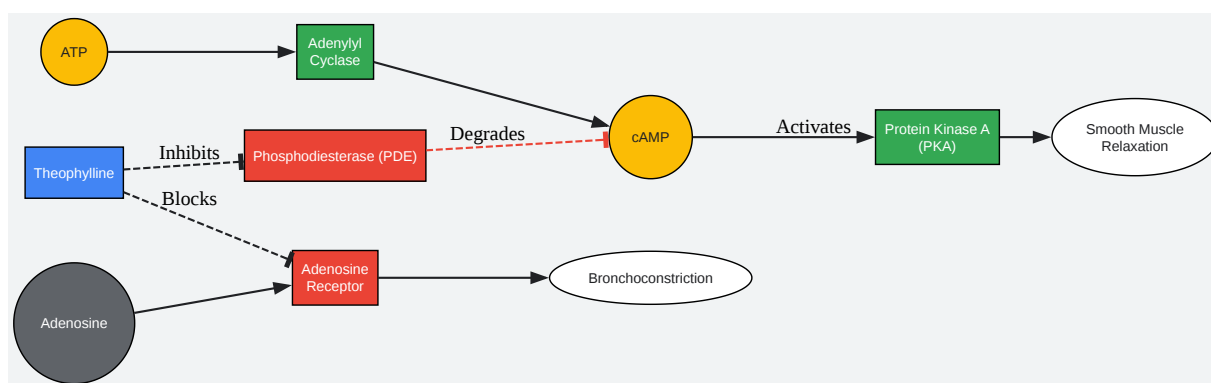 ATP
Adenylyl
Cyclase
cAMP
Activates
Protein Kinase A
(PKA)
Smooth Muscle
Relaxation
Theophylline
Inhibits
Phosphodiesterase (PDE)
Degrades
Blocks
Adenosine
Adenosine
Receptor
Bronchoconstriction